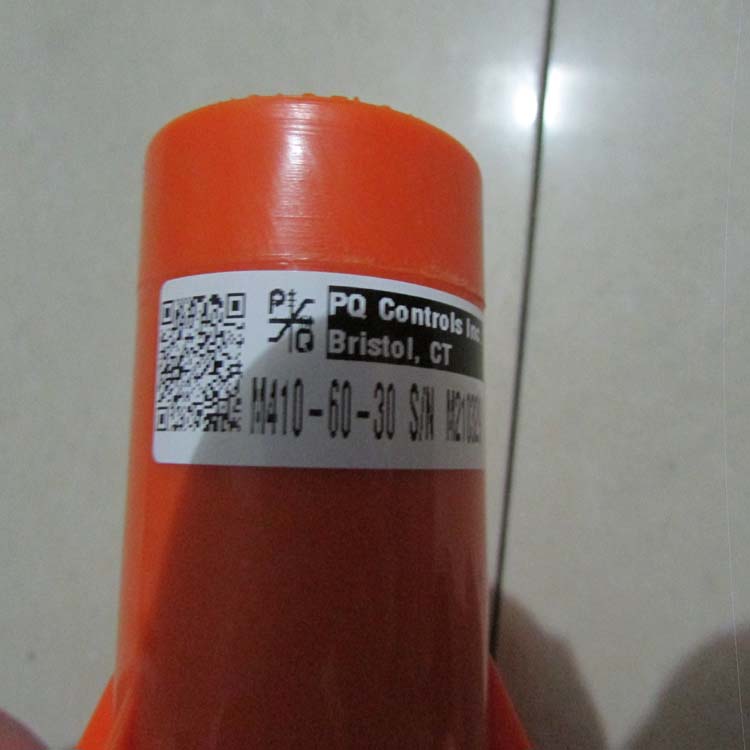 P Q
PQ Controls Inc
Bristol, CT
M410-60-30 S/N